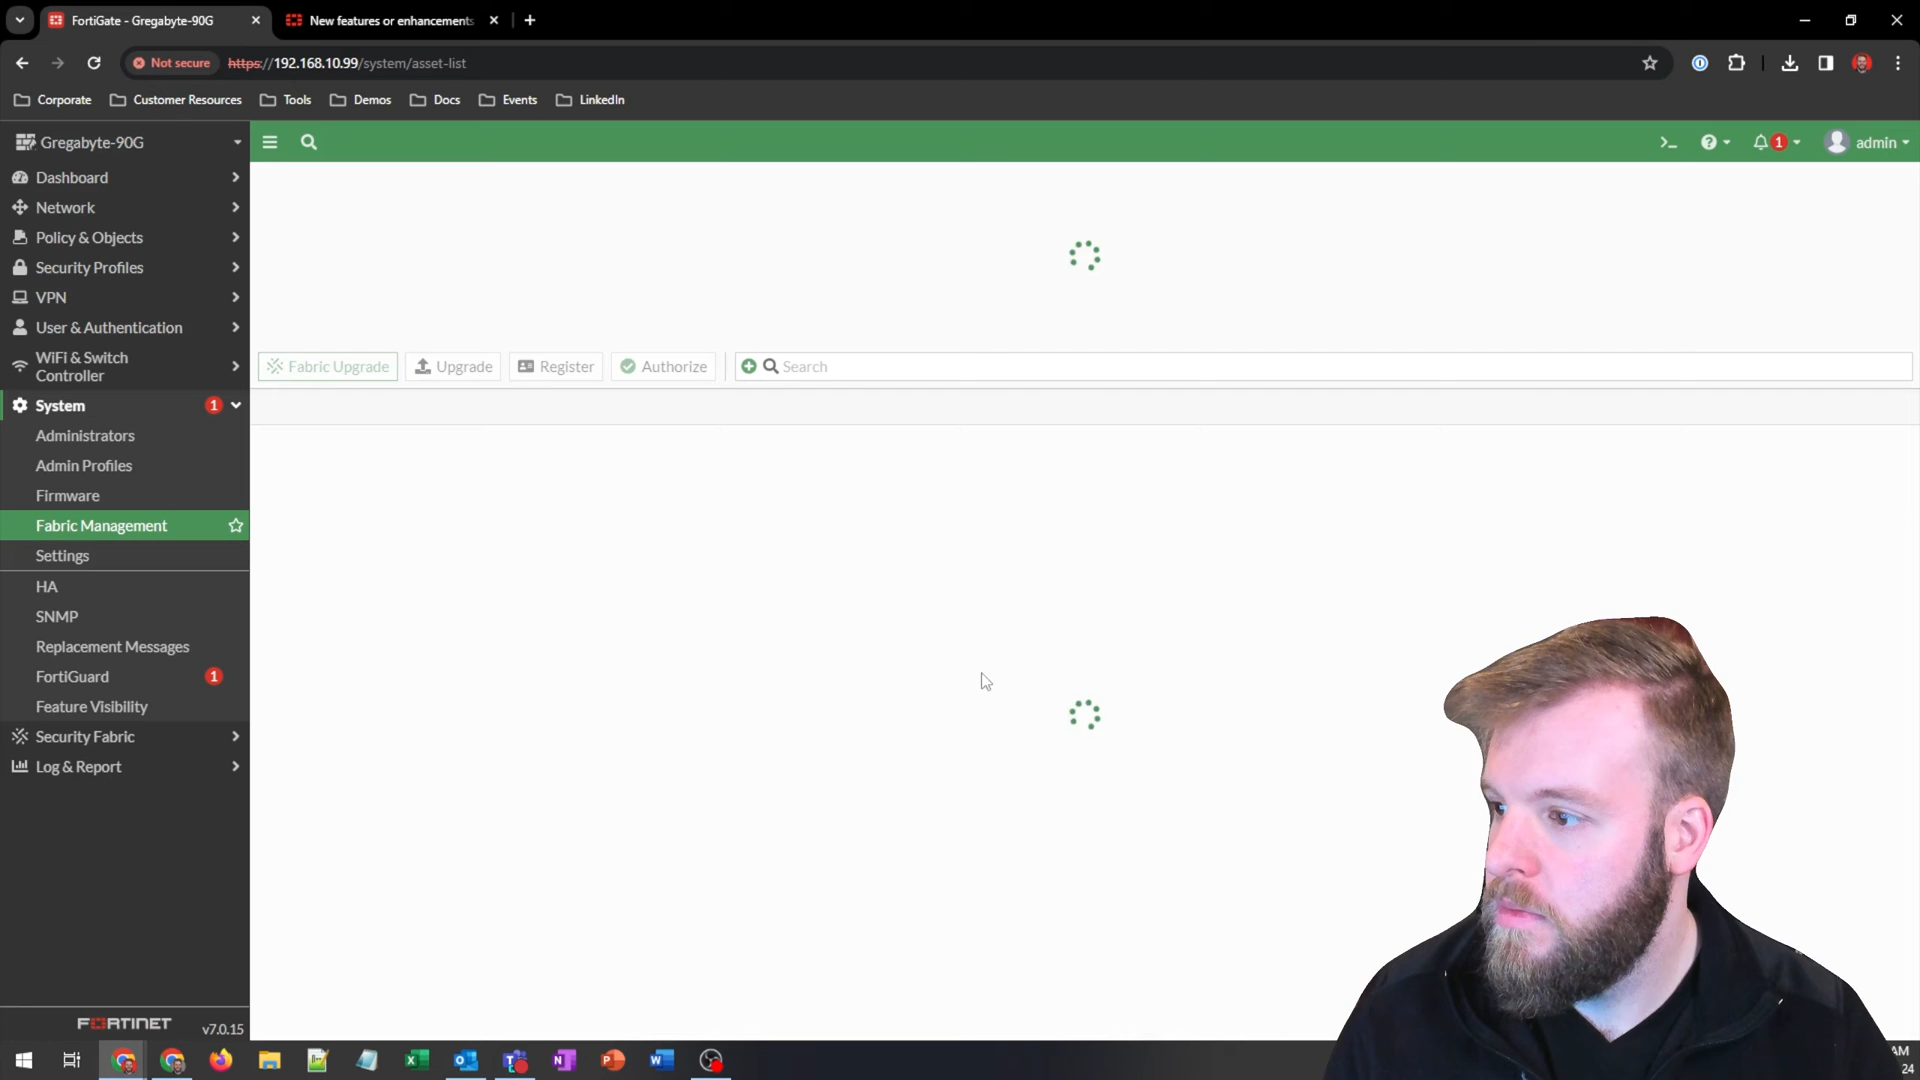 FortiGate - Gregabyte-90G
New features or enhancements
Not secure
https://192.168.10.99/system/asset-list
Corporate
Customer Resources
Tools
Demos
Docs
Events
LinkedIn
Gregabyte-90G
1
admin
Dashboard
Network
Policy & Objects
Security Profiles
VPN
User & Authentication
WiFi & Switch
Controller
System
1
Administrators
Admin Profiles
Firmware
Fabric Management
Settings
HA
SNMP
Replacement Messages
FortiGuard
1
Feature Visibility
Security Fabric
Log & Report
Fabric Upgrade
Upgrade
Register
Authorize
Search
FORTINET
v7.0.15
AM
24